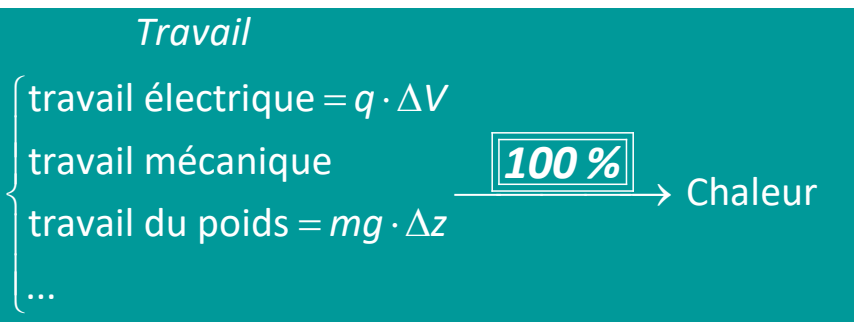 Travail
travail électrique = q · ΔV
travail mécanique
100 %
travail du poids = mg · Δz
Chaleur
...